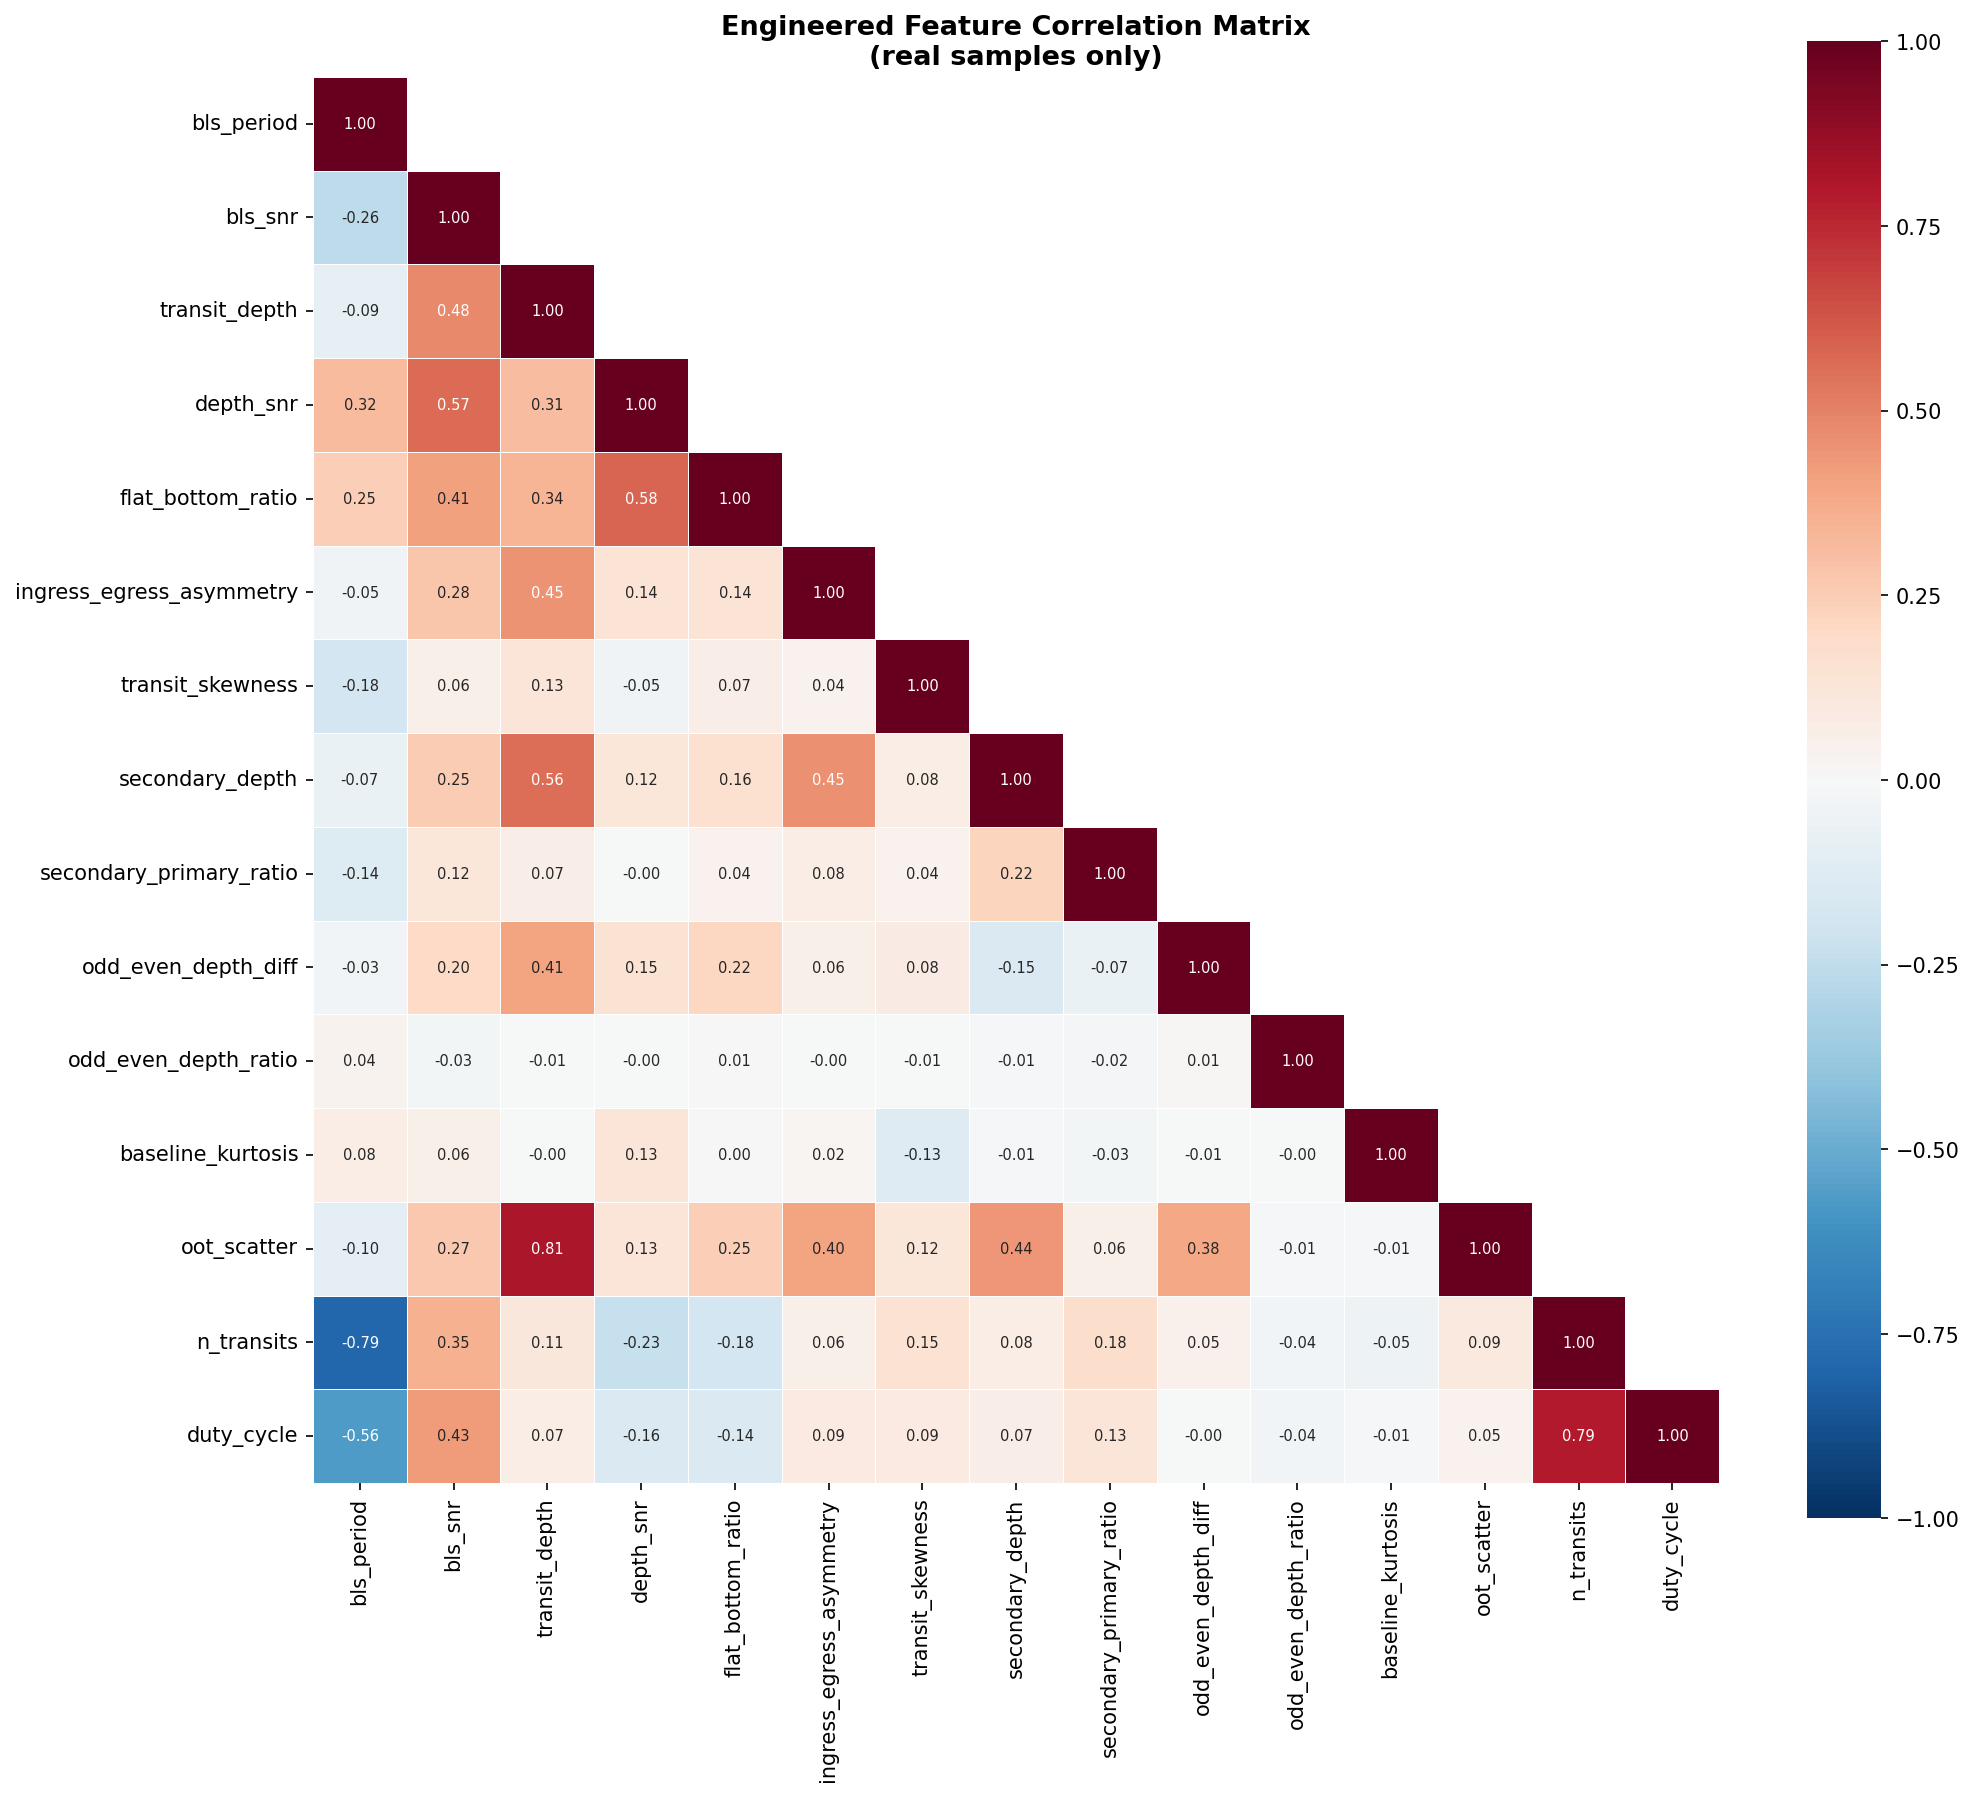 Engineered Feature Correlation Matrix
(real samples only)
bls_period 1.00
bls_snr -0.26 1.00
transit_depth -0.09 0.48 1.00
depth_snr 0.32 0.57 0.31 1.00
flat_bottom_ratio 0.25 0.41 0.34 0.58 1.00
ingress_egress_asymmetry -0.05 0.28 0.45 0.14 0.14 1.00
transit_skewness -0.18 0.06 0.13 -0.05 0.07 0.04 1.00
secondary_depth -0.07 0.25 0.56 0.12 0.16 0.45 0.08 1.00
secondary_primary_ratio -0.14 0.12 0.07 -0.00 0.04 0.08 0.04 0.22 1.00
odd_even_depth_diff -0.03 0.20 0.41 0.15 0.22 0.06 0.08 -0.15 -0.07 1.00
odd_even_depth_ratio 0.04 -0.03 -0.01 -0.00 0.01 -0.00 -0.01 -0.01 -0.02 0.01 1.00
baseline_kurtosis 0.08 0.06 -0.00 0.13 0.00 0.02 -0.13 -0.01 -0.03 -0.01 -0.00 1.00
oot_scatter -0.10 0.27 0.81 0.13 0.25 0.40 0.12 0.44 0.06 0.38 -0.01 -0.01 1.00
n_transits -0.79 0.35 0.11 -0.23 -0.18 0.06 0.15 0.08 0.18 0.05 -0.04 -0.05 0.09 1.00
duty_cycle -0.56 0.43 0.07 -0.16 -0.14 0.09 0.09 0.07 0.13 -0.00 -0.04 -0.01 0.05 0.79 1.00
bls_period
bls_snr
transit_depth
depth_snr
flat_bottom_ratio
ingress_egress_asymmetry
transit_skewness
secondary_depth
secondary_primary_ratio
odd_even_depth_diff
odd_even_depth_ratio
baseline_kurtosis
oot_scatter
n_transits
duty_cycle
1.00
0.75
0.50
0.25
0.00
−0.25
−0.50
−0.75
−1.00